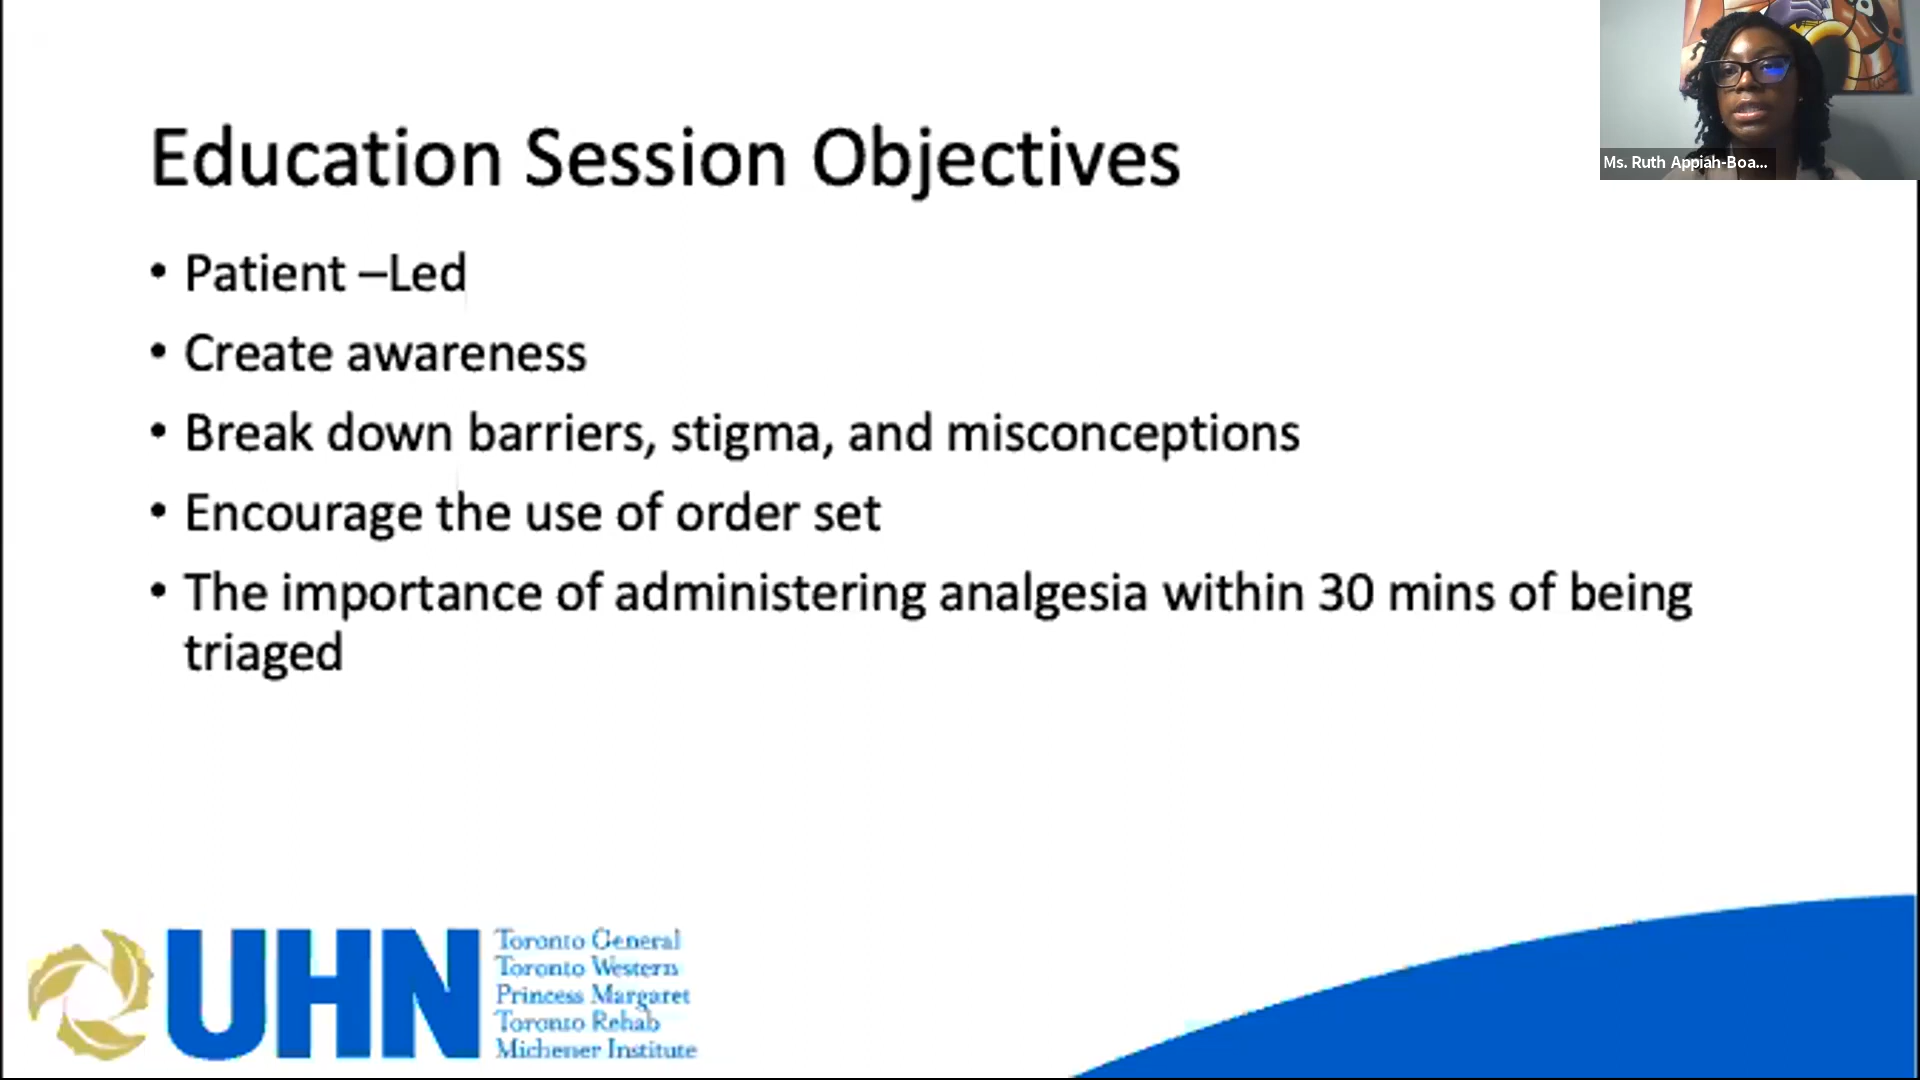 Education Session Objectives
• Patient –Led
• Create awareness
• Break down barriers, stigma, and misconceptions
• Encourage the use of order set
• The importance of administering analgesia within 30 mins of being
triaged
Ms. Ruth Appiah-Boa...
UHN
Toronto General
Toronto Western
Princess Margaret
Toronto Rehab
Michener Institute